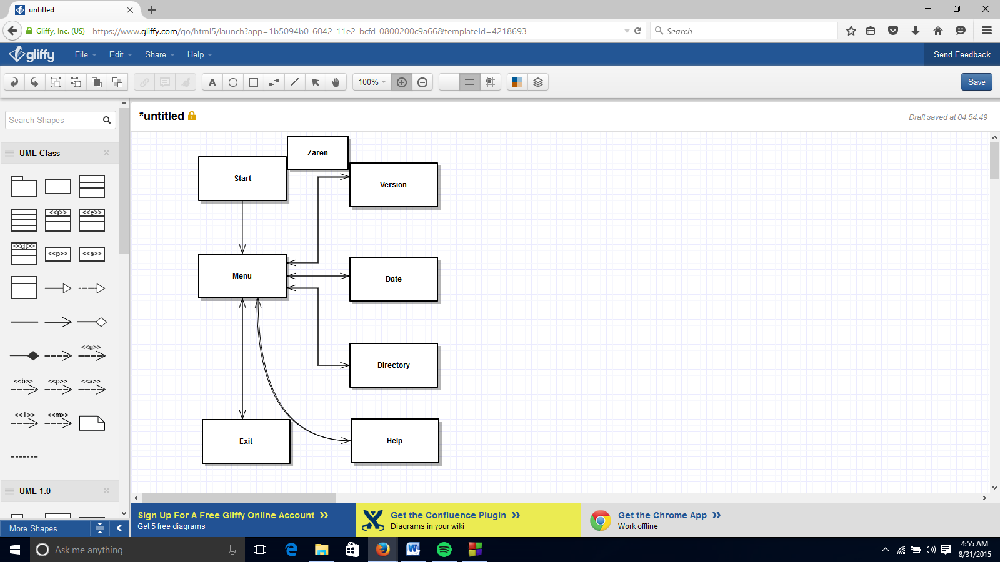 untitled
Gliffy, Inc. (US)
https://www.gliffy.com/go/html5/launch?app=1b5094b0-6042-11e2-bcfd-0800200c9a66&templateId=4218693
Search
gliffy
File
Edit
Share
Help
Send Feedback
A
100%
Save
Search Shapes
*untitled
Draft saved at 04:54:49
UML Class
<<i>>
<<e>>
<<dt>>
<<p>>
<<s>>
<<u>>
<<b>>
<<p>>
<<a>>
<< i >>
<<m>>
UML 1.0
More Shapes
Zaren
Start
Version
Menu
Date
Directory
Exit
Help
Sign Up For A Free Gliffy Online Account »
Get 5 free diagrams
Get the Confluence Plugin »
Diagrams in your wiki
Get the Chrome App »
Work offline
Ask me anything
4:55 AM
8/31/2015